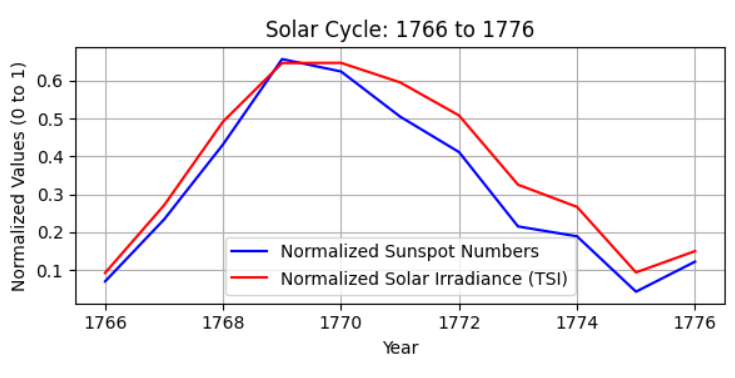 Solar Cycle: 1766 to 1776
Normalized Values (0 to 1)
0.6
0.5
0.4
0.3
0.2
0.1
Normalized Sunspot Numbers
Normalized Solar Irradiance (TSI)
1766 1768 1770 1772 1774 1776
Year